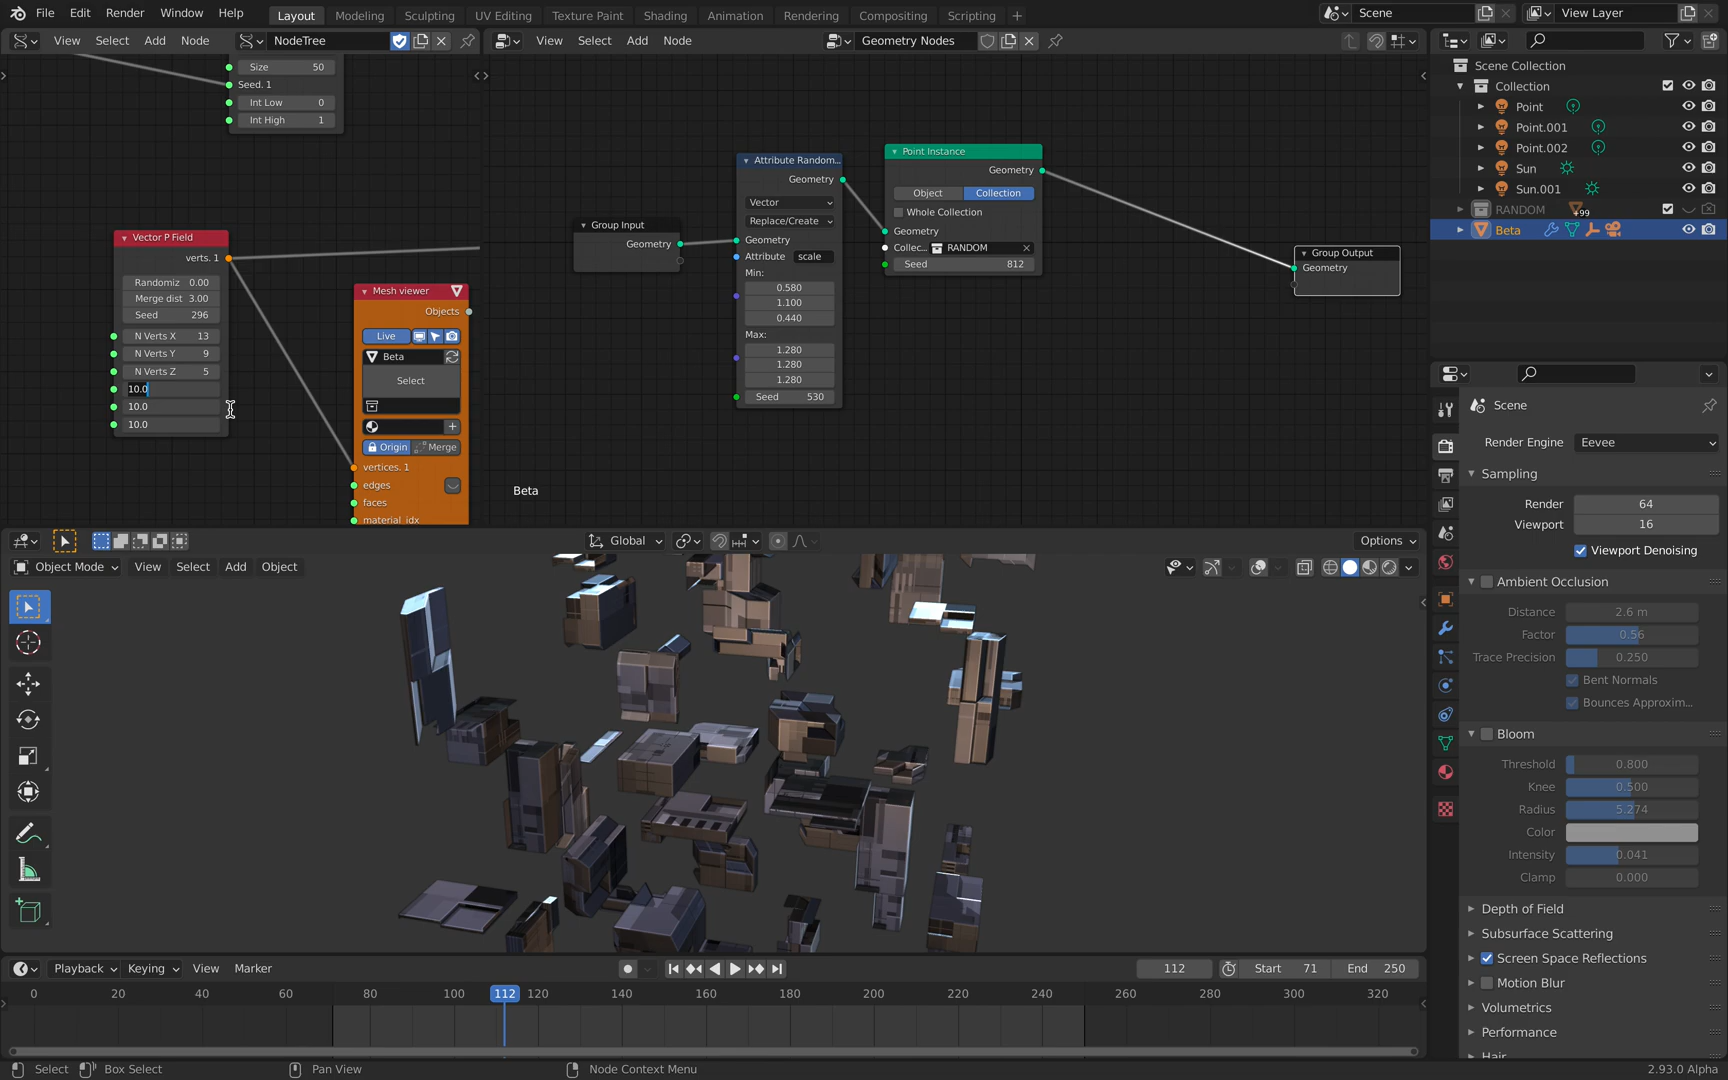 File Edit Render Window Help Layout Modeling Sculpting UV Editing Texture Paint Shading Animation Rendering Compositing Scripting + Scene View Layer
View Select Add Node NodeTree
View Select Add Node Geometry Nodes
Size 50
Seed. 1
Int Low 0
Int High 1
Vector P Field
verts. 1
Randomiz 0.00
Merge dist 3.00
Seed 296
N Verts X 13
N Verts Y 9
N Verts Z 5
10.0
10.0
10.0
Mesh viewer
Objects
Live
Beta
Select
Origin Merge
vertices. 1
edges
faces
material idx
Group Input
Geometry
Attribute Random...
Geometry
Vector
Replace/Create
Geometry
Attribute scale
Min:
0.580
1.100
0.440
Max:
1.280
1.280
1.280
Seed 530
Point Instance
Geometry
Object Collection
Whole Collection
Geometry
Collec... RANDOM
Seed 812
Group Output
Geometry
Beta
Scene Collection
Collection
Point
Point.001
Point.002
Sun
Sun.001
RANDOM +99
Beta
Global Options
Object Mode View Select Add Object
Scene
Render Engine Eevee
Sampling
Render 64
Viewport 16
Viewport Denoising
Ambient Occlusion
Distance 2.6 m
Factor 0.56
Trace Precision 0.250
Bent Normals
Bounces Approxim...
Bloom
Threshold 0.800
Knee 0.500
Radius 5.274
Color
Intensity 0.041
Clamp 0.000
Depth of Field
Subsurface Scattering
Screen Space Reflections
Motion Blur
Volumetrics
Performance
Hair
Playback Keying View Marker 112 Start 71 End 250
0 20 40 60 80 100 112 120 140 160 180 200 220 240 260 280 300 320
Select Box Select Pan View Node Context Menu 2.93.0 Alpha